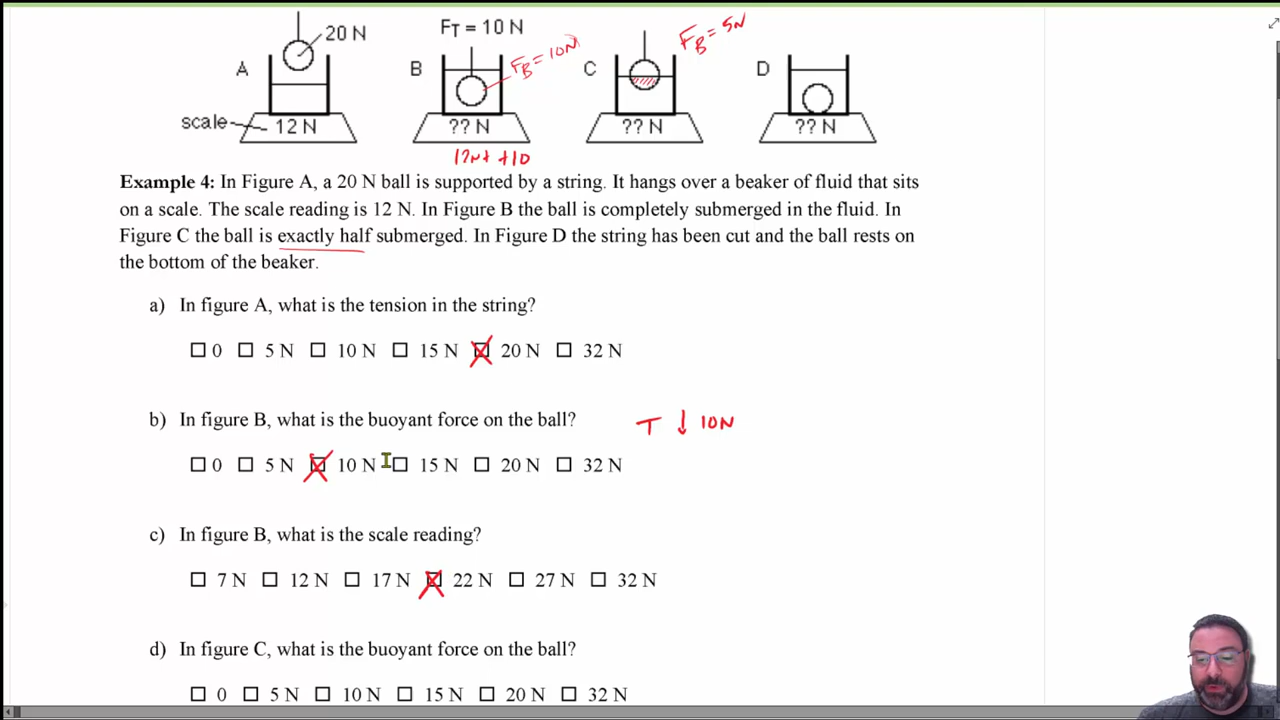 20 N
FT = 10 N
FB = 10N
FB = 5N
A
B
C
D
scale
12 N
?? N
?? N
?? N
12N + +10
Example 4: In Figure A, a 20 N ball is supported by a string. It hangs over a beaker of fluid that sits
on a scale. The scale reading is 12 N. In Figure B the ball is completely submerged in the fluid. In
Figure C the ball is exactly half submerged. In Figure D the string has been cut and the ball rests on
the bottom of the beaker.
a) In figure A, what is the tension in the string?
☐ 0 ☐ 5 N ☐ 10 N ☐ 15 N ☒ 20 N ☐ 32 N
b) In figure B, what is the buoyant force on the ball?
T ↓ 10N
☐ 0 ☐ 5 N ☒ 10 N ☐ 15 N ☐ 20 N ☐ 32 N
c) In figure B, what is the scale reading?
☐ 7 N ☐ 12 N ☐ 17 N ☒ 22 N ☐ 27 N ☐ 32 N
d) In figure C, what is the buoyant force on the ball?
☐ 0 ☐ 5 N ☐ 10 N ☐ 15 N ☐ 20 N ☐ 32 N